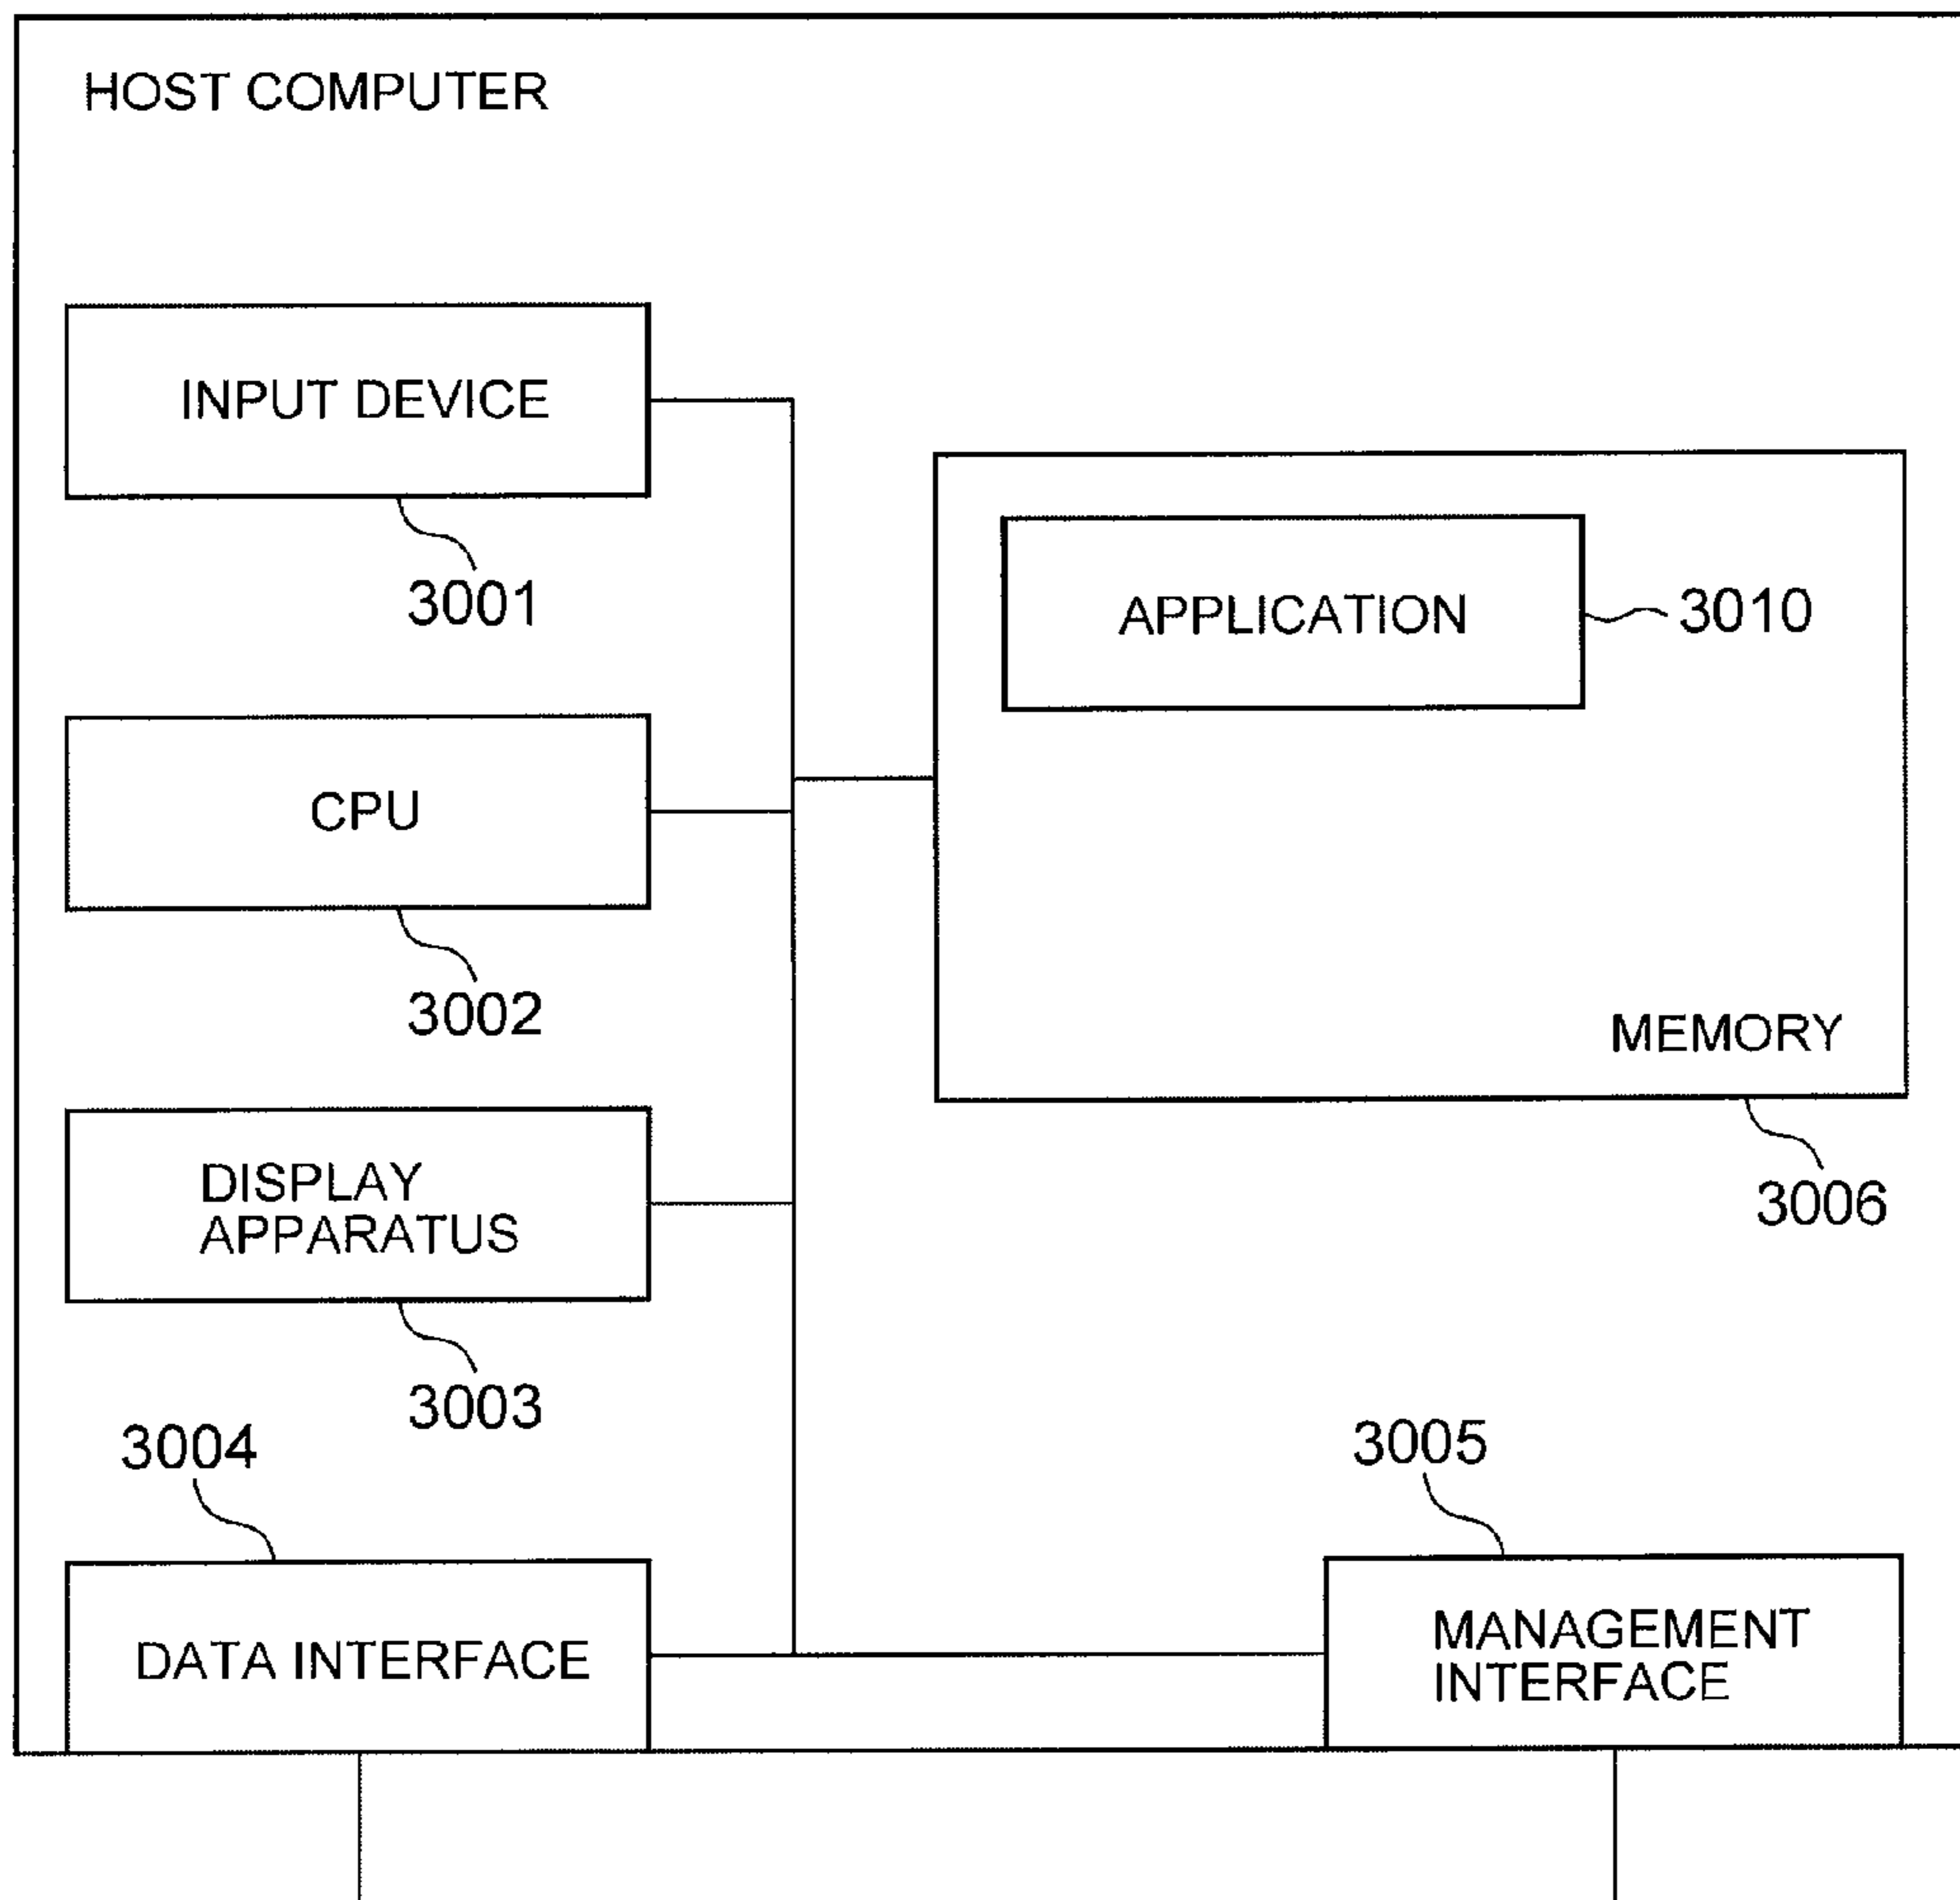 HOST COMPUTER
INPUT DEVICE
3001
APPLICATION
3010
CPU
3002
MEMORY
3006
DISPLAY
APPARATUS
3003
3004
DATA INTERFACE
3005
MANAGEMENT
INTERFACE